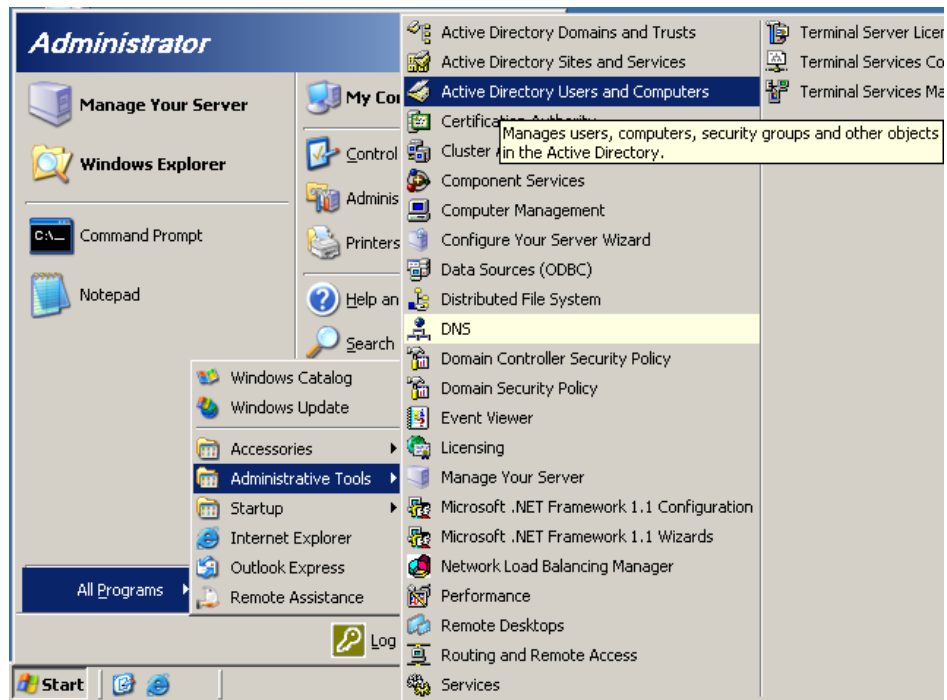 Administrator
Manage Your Server
Windows Explorer
Command Prompt
Notepad
My Co
Control
Adminis
Printers
Help an
Search
Windows Catalog
Windows Update
Accessories
Administrative Tools
Startup
Internet Explorer
Outlook Express
Remote Assistance
All Programs
Log
Start
Active Directory Domains and Trusts
Active Directory Sites and Services
Active Directory Users and Computers
Manages users, computers, security groups and other objects
in the Active Directory.
Component Services
Computer Management
Configure Your Server Wizard
Data Sources (ODBC)
Distributed File System
DNS
Domain Controller Security Policy
Domain Security Policy
Event Viewer
Licensing
Manage Your Server
Microsoft .NET Framework 1.1 Configuration
Microsoft .NET Framework 1.1 Wizards
Network Load Balancing Manager
Performance
Remote Desktops
Routing and Remote Access
Services
Terminal Server Licen
Terminal Services Co
Terminal Services Ma
C:\_